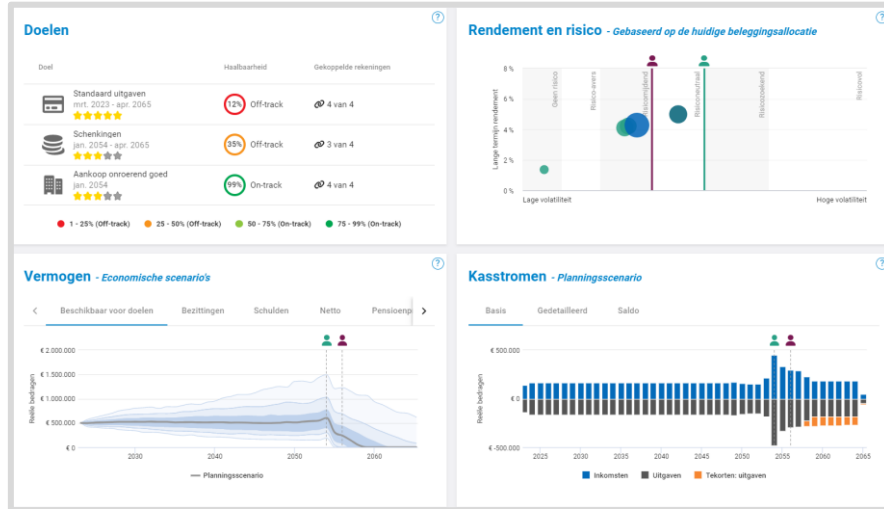 Doelen
?
Doel
Haalbaarheid
Gekoppelde rekeningen
Standaard uitgaven
mrt. 2023 - apr. 2065
12% Off-track
4 van 4
Schenkingen
jan. 2054 - apr. 2065
35% Off-track
3 van 4
Aankoop onroerend goed
jan. 2054
99% On-track
4 van 4
1 - 25% (Off-track)
25 - 50% (Off-track)
50 - 75% (On-track)
75 - 99% (On-track)
Rendement en risico - Gebaseerd op de huidige beleggingsallocatie
?
Lange termijn rendement
8 %
6 %
4 %
2 %
0 %
Geen risico
Risico-avers
Risicomijdend
Risiconeutraal
Risicozoekend
Risicovol
Lage volatiliteit
Hoge volatiliteit
Vermogen - Economische scenario's
?
Beschikbaar voor doelen
Bezittingen
Schulden
Netto
Pensioenp
Reële bedragen
€ 2.000.000
€ 1.500.000
€ 1.000.000
€ 500.000
€ 0
2030
2040
2050
2060
Planningsscenario
Kasstromen - Planningsscenario
?
Basis
Gedetailleerd
Saldo
Reële bedragen
€ 500.000
€ 0
€ -500.000
2025
2030
2035
2040
2045
2050
2055
2060
2065
Inkomsten
Uitgaven
Tekorten: uitgaven